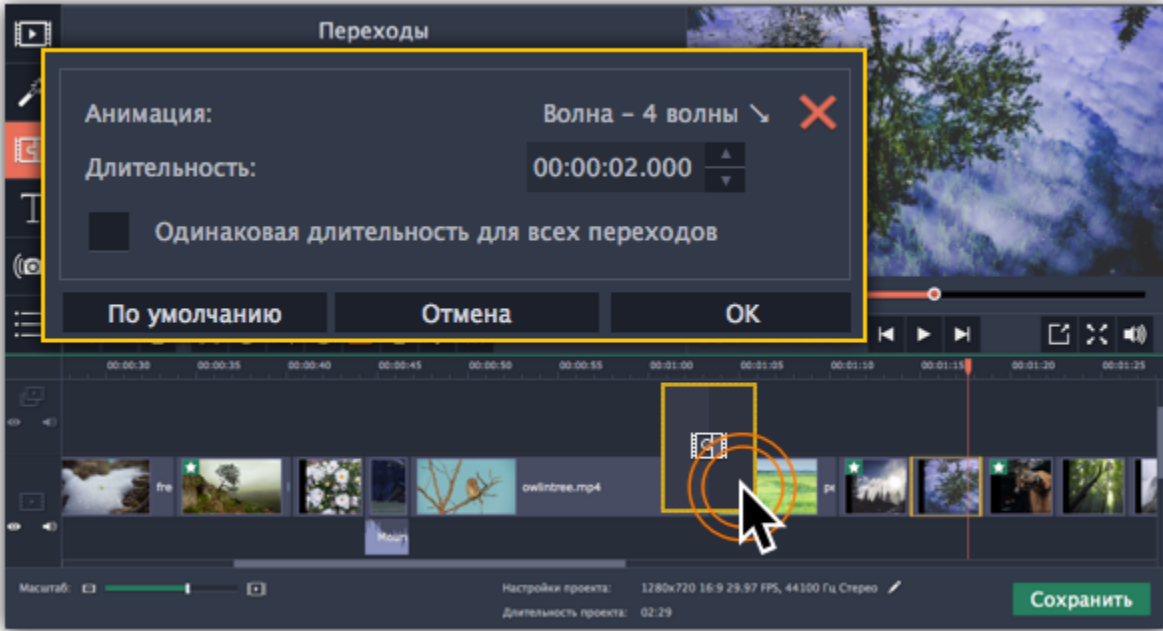 Переходы
Анимация:
Волна – 4 волны ↘
Длительность:
00:00:02.000
Одинаковая длительность для всех переходов
По умолчанию
Отмена
OK
00:00:30 00:00:35 00:00:40 00:00:45 00:00:50 00:00:55 00:01:00 00:01:05 00:01:10 00:01:15 00:01:20 00:01:25
fre
owlintree.mp4
Moun
Масштаб:
Настройки проекта: 1280x720 16:9 29.97 FPS, 44100 Гц Стерео
Длительность проекта: 02:29
Сохранить